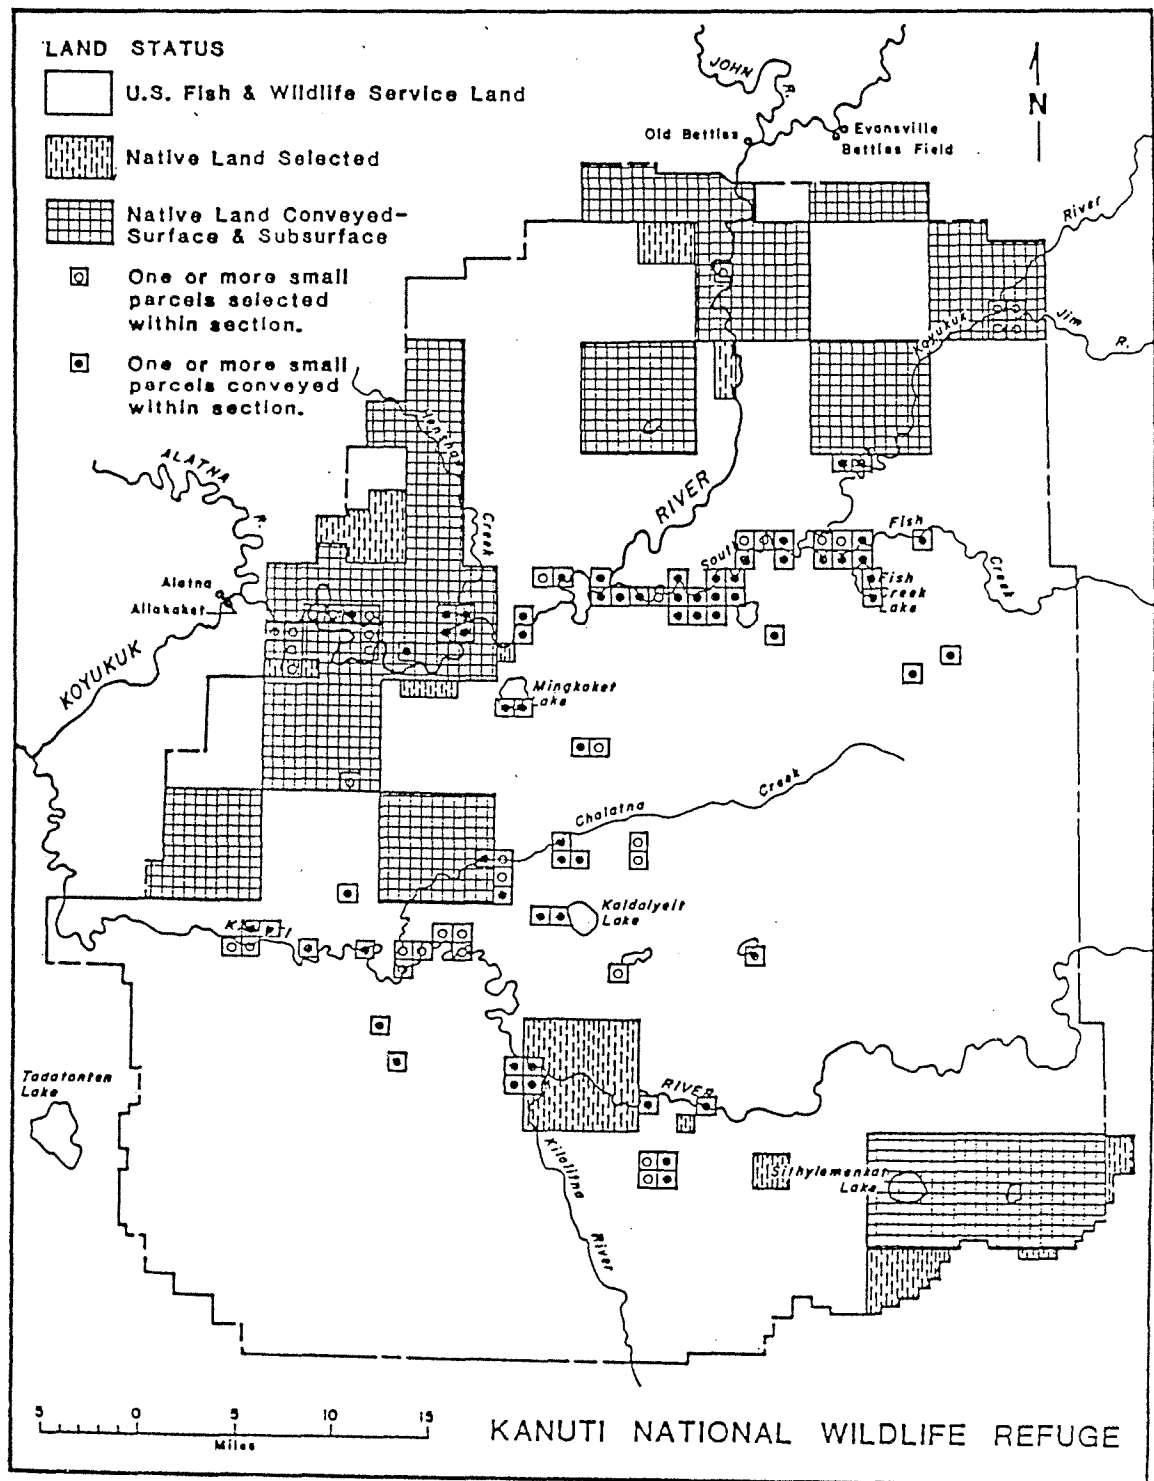 LAND STATUS
U.S. Fish & Wildlife Service Land
Native Land Selected
Native Land Conveyed-
Surface & Subsurface
One or more small
parcels selected
within section.
One or more small
parcels conveyed
within section.
JOHN
R.
N
Old Bettles
Evansville
Bettles Field
River
Koyukuk
Jim
R.
Creek
ALATNA
R.
RIVER
South
Fish
Creek
Fish
Creek
Lake
Alatna
Allakaket
KOYUKUK
Mingkaket
Lake
Chalatna
Creek
Kaldolyeit
Lake
Todatonten
Lake
RIVER
Kilolitna
River
Sithylemenkat
Lake
5 0 5 10 15
Miles
KANUTI NATIONAL WILDLIFE REFUGE